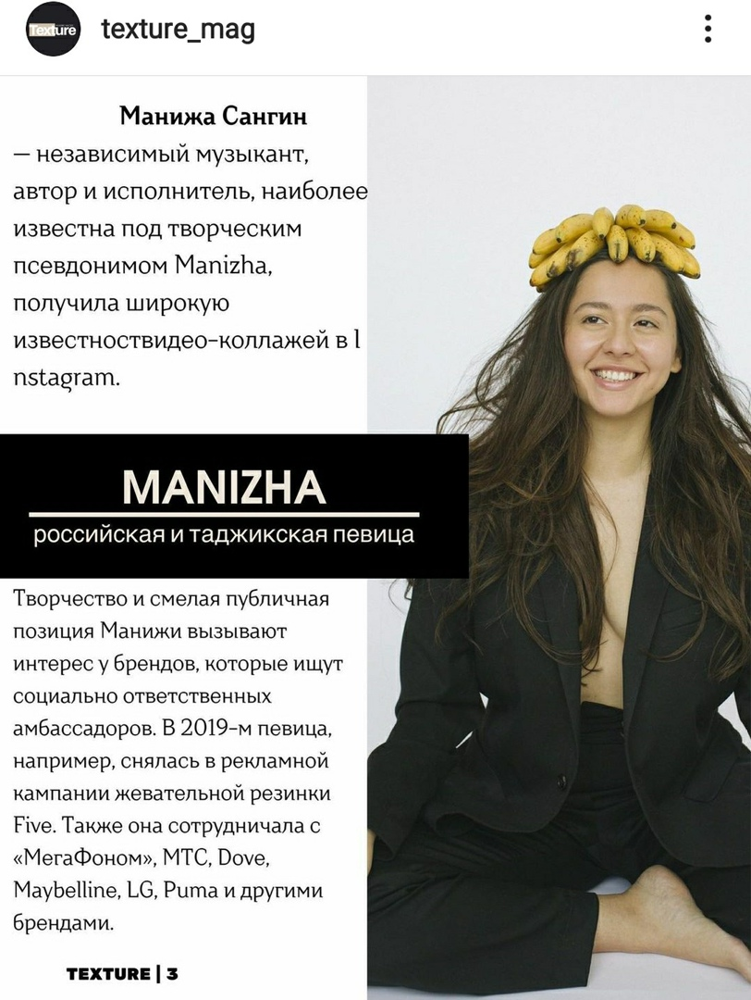 Texture
texture_mag
Манижа Сангин
— независимый музыкант,
автор и исполнитель, наиболее
известна под творческим
псевдонимом Manizha,
получила широкую
известноствидео-коллажей в I
nstagram.
MANIZHA
российская и таджикская певица
Творчество и смелая публичная
позиция Манижи вызывают
интерес у брендов, которые ищут
социально ответственных
амбассадоров. В 2019-м певица,
например, снялась в рекламной
кампании жевательной резинки
Five. Также она сотрудничала с
«МегаФоном», МТС, Dove,
Maybelline, LG, Puma и другими
брендами.
TEXTURE | 3